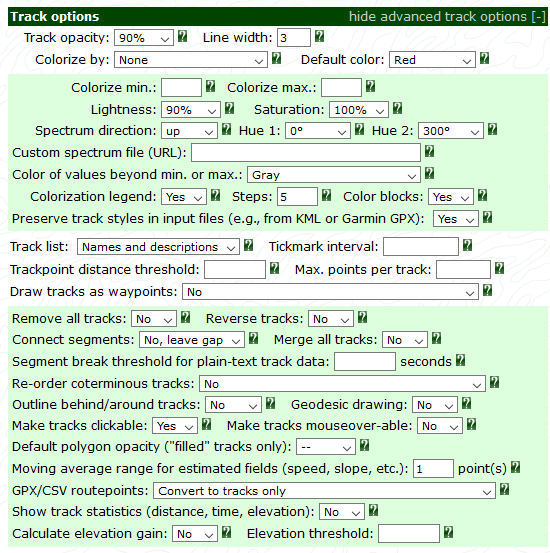 Track options hide advanced track options [-]
Track opacity: 90% ? Line width: 3 ?
Colorize by: None ? Default color: Red ?
Colorize min.: ? Colorize max.: ?
Lightness: 90% ? Saturation: 100% ?
Spectrum direction: up ? Hue 1: 0° ? Hue 2: 300° ?
Custom spectrum file (URL): ?
Color of values beyond min. or max.: Gray ?
Colorization legend: Yes ? Steps: 5 ? Color blocks: Yes ?
Preserve track styles in input files (e.g., from KML or Garmin GPX): Yes ?
Track list: Names and descriptions ? Tickmark interval: ?
Trackpoint distance threshold: ? Max. points per track: ?
Draw tracks as waypoints: No ?
Remove all tracks: No ? Reverse tracks: No ?
Connect segments: No, leave gap ? Merge all tracks: No ?
Segment break threshold for plain-text track data: seconds ?
Re-order coterminous tracks: No ?
Outline behind/around tracks: No ? Geodesic drawing: No ?
Make tracks clickable: Yes ? Make tracks mouseover-able: No ?
Default polygon opacity ("filled" tracks only): -- ?
Moving average range for estimated fields (speed, slope, etc.): 1 point(s) ?
GPX/CSV routepoints: Convert to tracks only ?
Show track statistics (distance, time, elevation): No ?
Calculate elevation gain: No ? Elevation threshold: ?